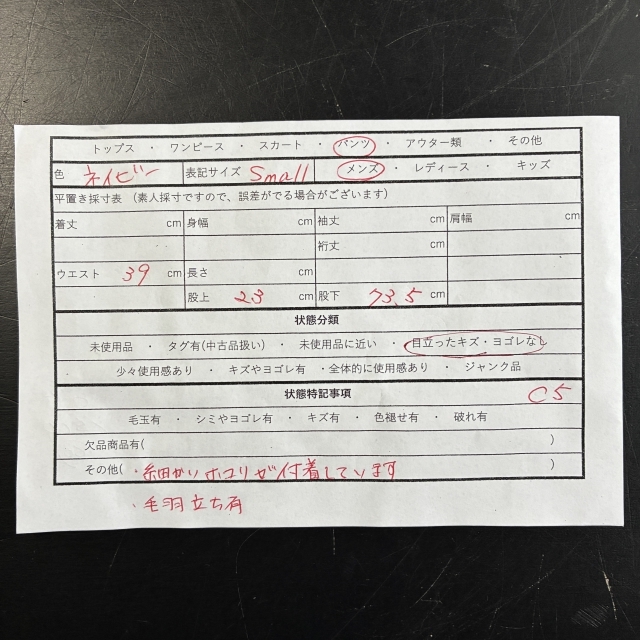 トップス ・ ワンピース ・ スカート ・ パンツ ・ アウター類 ・ その他
色 ネイビー 表記サイズ Small メンズ ・ レディース ・ キッズ
平置き採寸表 （素人採寸ですので、誤差がでる場合がございます）
着丈 cm 身幅 cm 袖丈 cm 肩幅 cm
裄丈 cm
ウエスト 39 cm 長さ cm
股上 23 cm 股下 73.5 cm
状態分類
未使用品 ・ タグ有(中古品扱い) ・ 未使用品に近い ・ 目立ったキズ・ヨゴレなし
少々使用感あり ・ キズやヨゴレ有 ・全体的に使用感あり ・ ジャンク品
状態特記事項 C5
毛玉有 ・ シミやヨゴレ有 ・ キズ有 ・ 色褪せ有 ・ 破れ有
欠品商品有( )
その他( ・細かいホコリが付着しています )
・毛羽立ち有